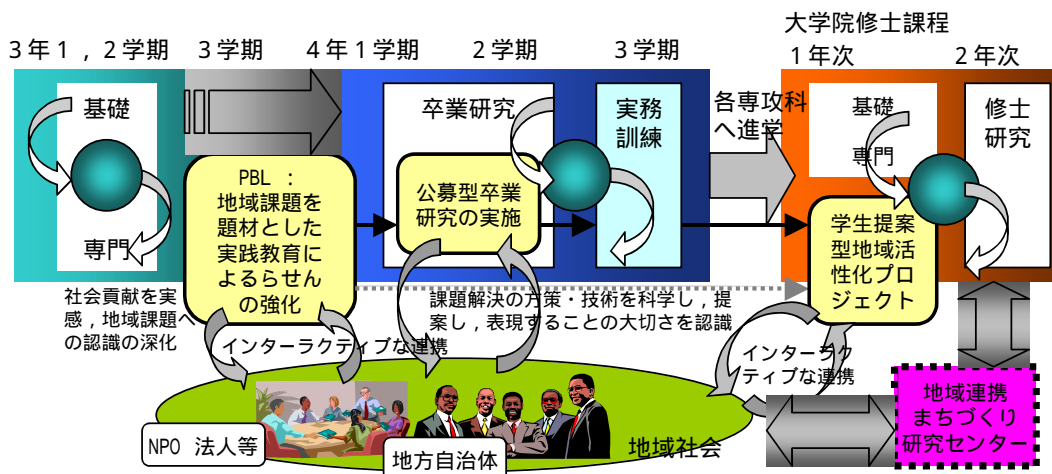 大学院修士課程
3年1，2学期
3学期
4年1学期
2学期
3学期
1年次
2年次
基礎
専門
PBL ：
地域課題を
題材とした
実践教育に
よるらせん
の強化
卒業研究
公募型卒業
研究の実施
実務
訓練
各専攻科
へ進学
基礎
専門
修士
研究
学生提案
型地域活
性化プロ
ジェクト
社会貢献を実
感，地域課題へ
の認識の深化
課題解決の方策・技術を科学し，提
案し，表現することの大切さを認識
インターラクティブな連携
インターラク
ティブな連携
NPO 法人等
地方自治体
地域社会
地域連携
まちづくり
研究センター